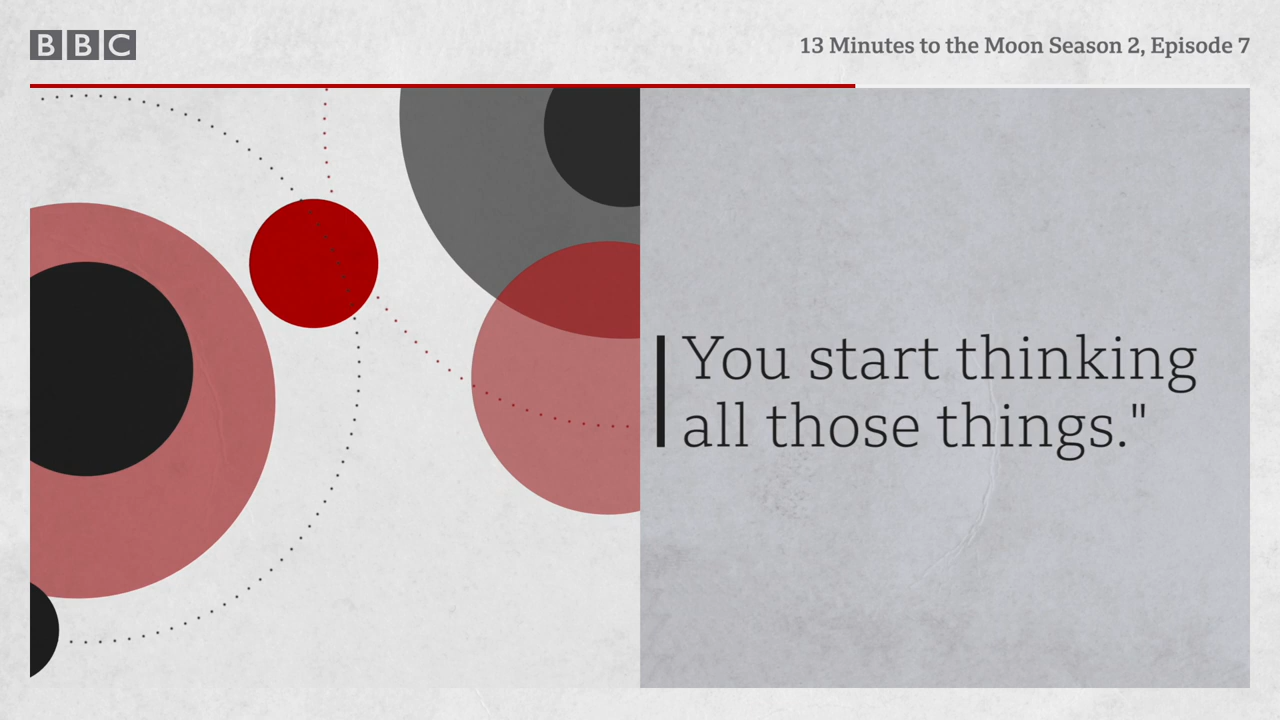 BBC
13 Minutes to the Moon Season 2, Episode 7
You start thinking
all those things."